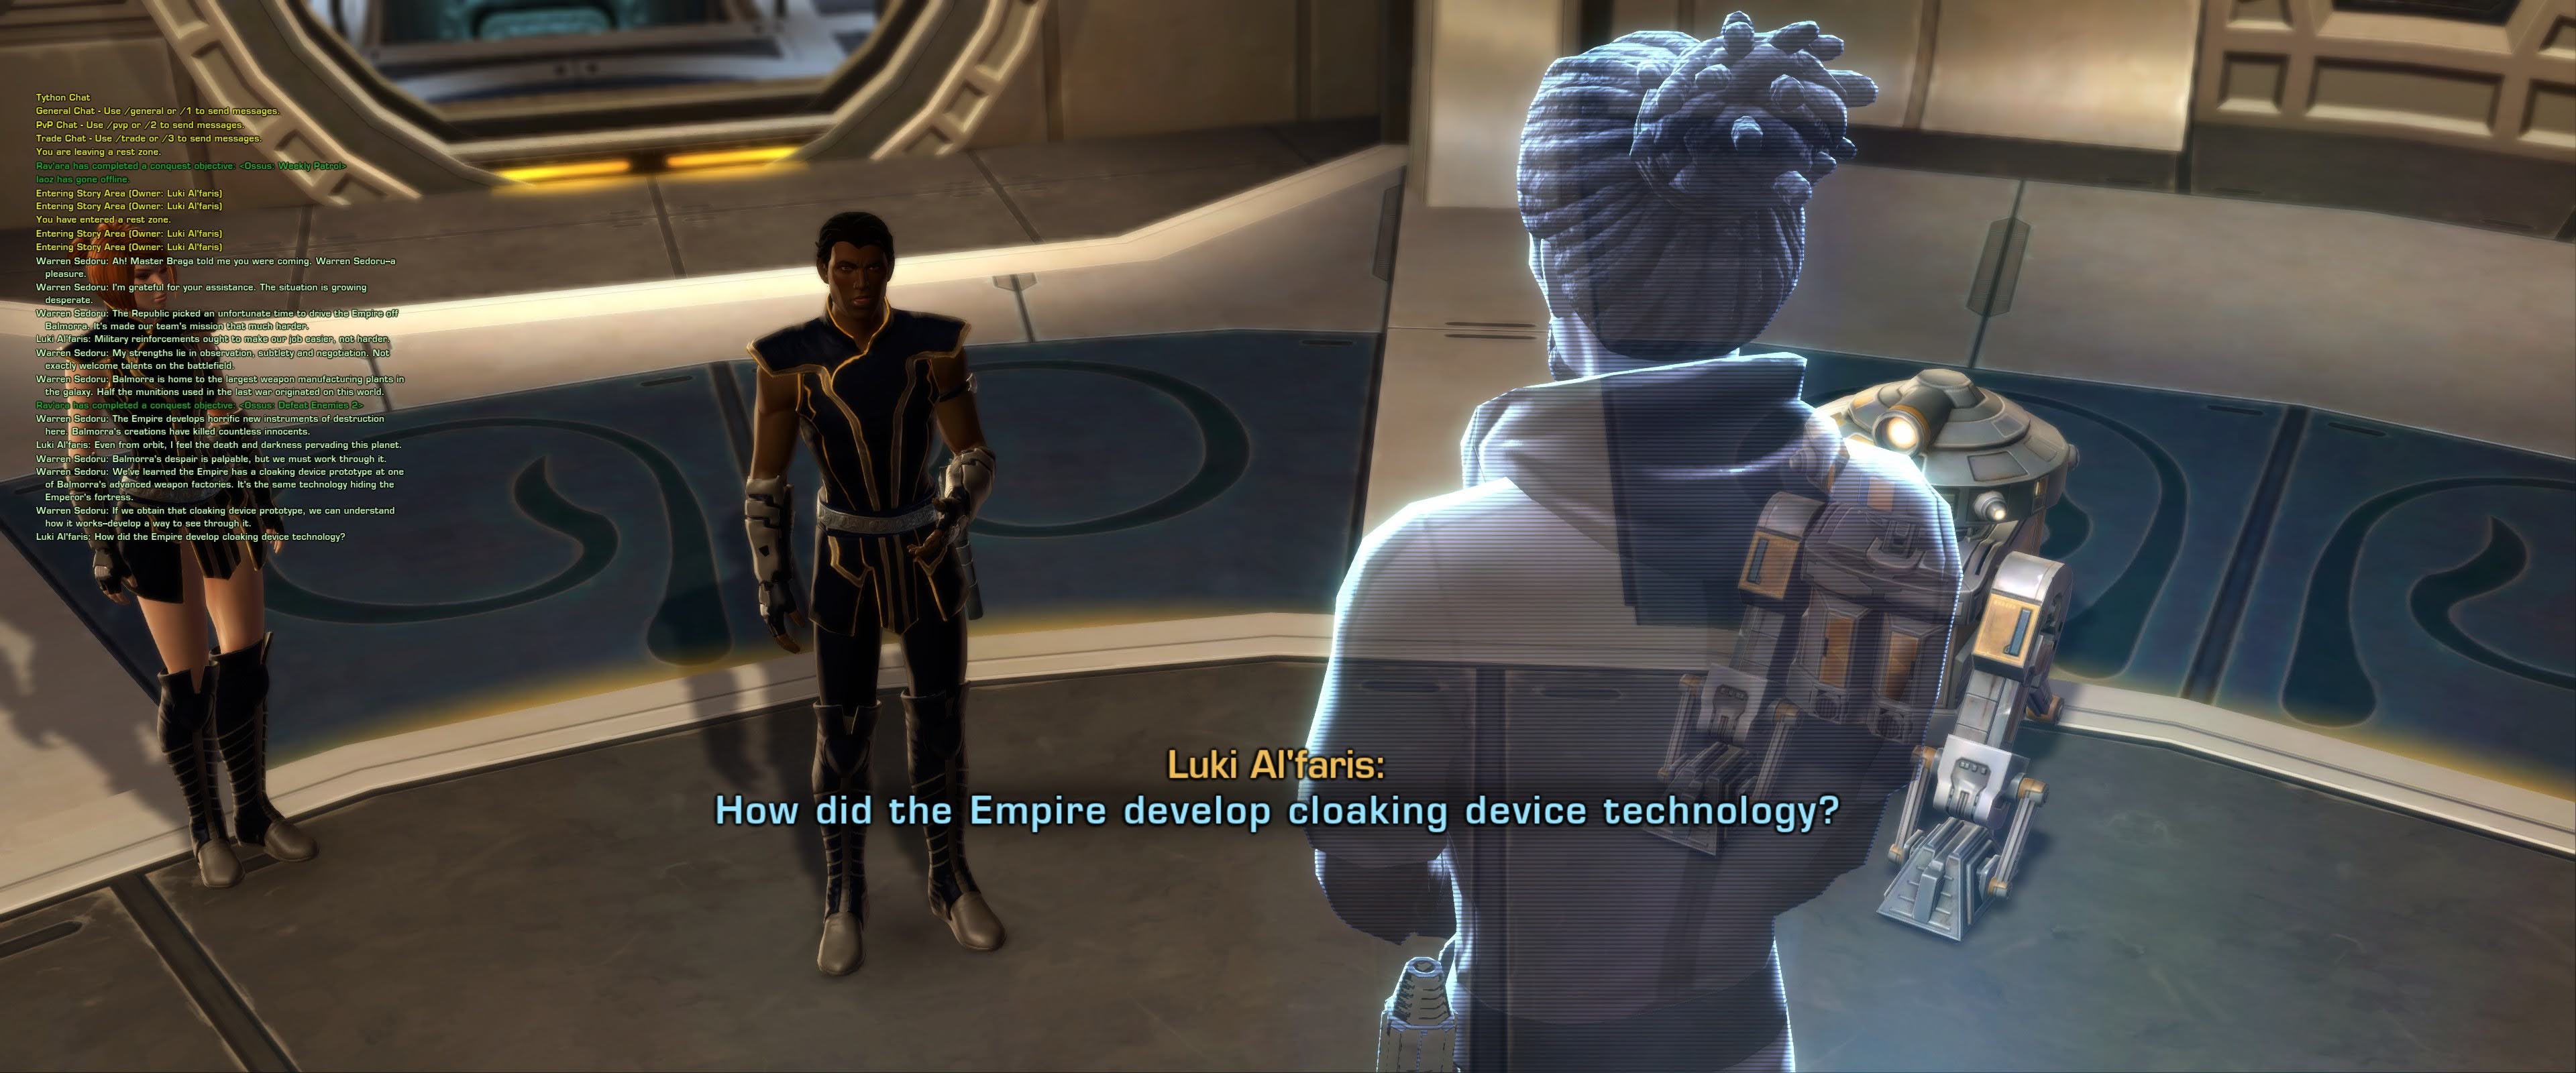 Tython Chat
General Chat - Use /general or /1 to send messages.
PvP Chat - Use /pvp or /2 to send messages.
Trade Chat - Use /trade or /3 to send messages.
You are leaving a rest zone.
Rav'ara has completed a conquest objective: <Ossus: Weekly Patrol>
Iaoz has gone offline.
Entering Story Area (Owner: Luki Al'faris)
Entering Story Area (Owner: Luki Al'faris)
You have entered a rest zone.
Entering Story Area (Owner: Luki Al'faris)
Entering Story Area (Owner: Luki Al'faris)
Warren Sedoru: Ah! Master Braga told me you were coming. Warren Sedoru—a
pleasure.
Warren Sedoru: I'm grateful for your assistance. The situation is growing
desperate.
Warren Sedoru: The Republic picked an unfortunate time to drive the Empire off
Balmorra. It's made our team's mission that much harder.
Luki Al'faris: Military reinforcements ought to make our job easier, not harder.
Warren Sedoru: My strengths lie in observation, subtlety and negotiation. Not
exactly welcome talents on the battlefield.
Warren Sedoru: Balmorra is home to the largest weapon manufacturing plants in
the galaxy. Half the munitions used in the last war originated on this world.
Rav'ara has completed a conquest objective: <Ossus: Defeat Enemies 2>
Warren Sedoru: The Empire develops horrific new instruments of destruction
here. Balmorra's creations have killed countless innocents.
Luki Al'faris: Even from orbit, I feel the death and darkness pervading this planet.
Warren Sedoru: Balmorra's despair is palpable, but we must work through it.
Warren Sedoru: We've learned the Empire has a cloaking device prototype at one
of Balmorra's advanced weapon factories. It's the same technology hiding the
Emperor's fortress.
Warren Sedoru: If we obtain that cloaking device prototype, we can understand
how it works—develop a way to see through it.
Luki Al'faris: How did the Empire develop cloaking device technology?
Luki Al'faris:
How did the Empire develop cloaking device technology?